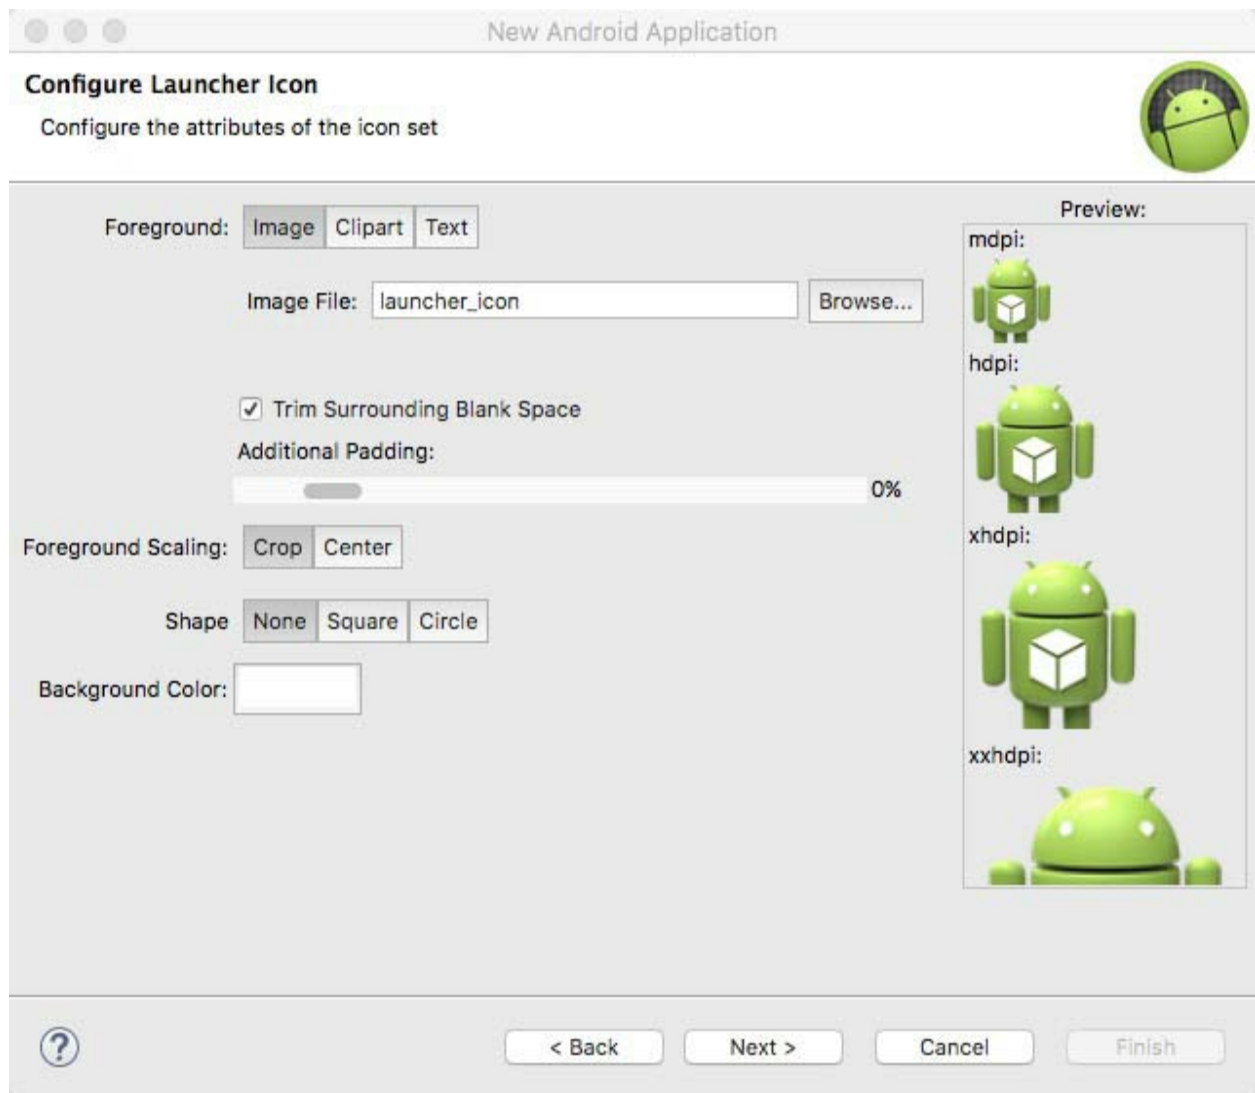 New Android Application
Configure Launcher Icon
Configure the attributes of the icon set
Foreground: Image Clipart Text
Image File: launcher_icon Browse...
Trim Surrounding Blank Space
Additional Padding:
0%
Foreground Scaling: Crop Center
Shape None Square Circle
Background Color:
Preview:
mdpi:
hdpi:
xhdpi:
xxhdpi:
? < Back Next > Cancel Finish